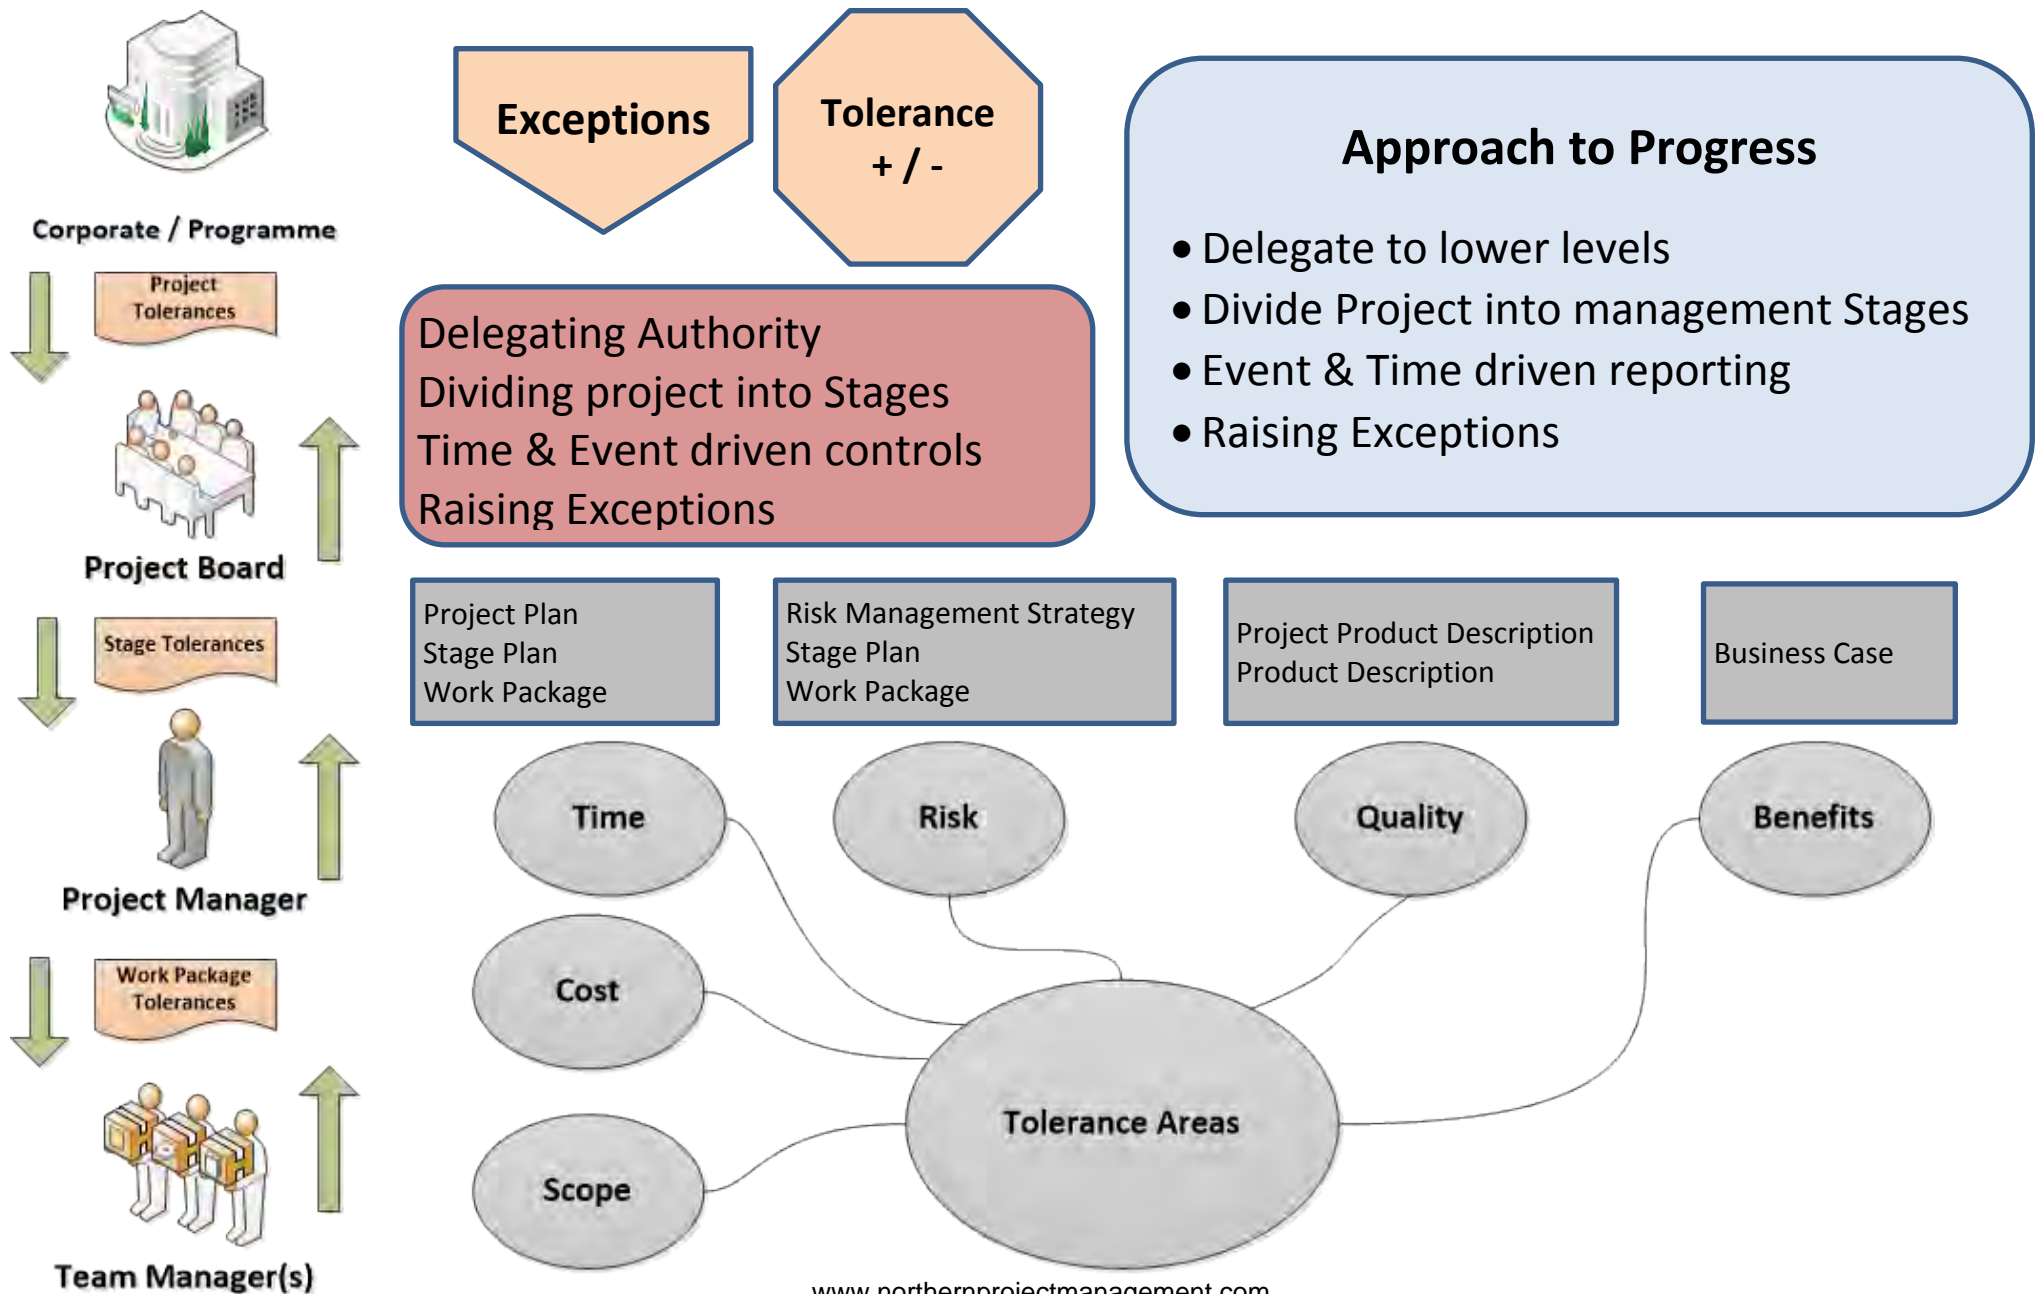 Corporate / Programme
Project
Tolerances
Project Board
Stage Tolerances
Project Manager
Work Package
Tolerances
Team Manager(s)
Exceptions
Tolerance
+ / -
Approach to Progress
• Delegate to lower levels
• Divide Project into management Stages
• Event & Time driven reporting
• Raising Exceptions
Delegating Authority
Dividing project into Stages
Time & Event driven controls
Raising Exceptions
Project Plan
Stage Plan
Work Package
Risk Management Strategy
Stage Plan
Work Package
Project Product Description
Product Description
Business Case
Time
Risk
Quality
Benefits
Cost
Scope
Tolerance Areas
www.northernprojectmanagement.com